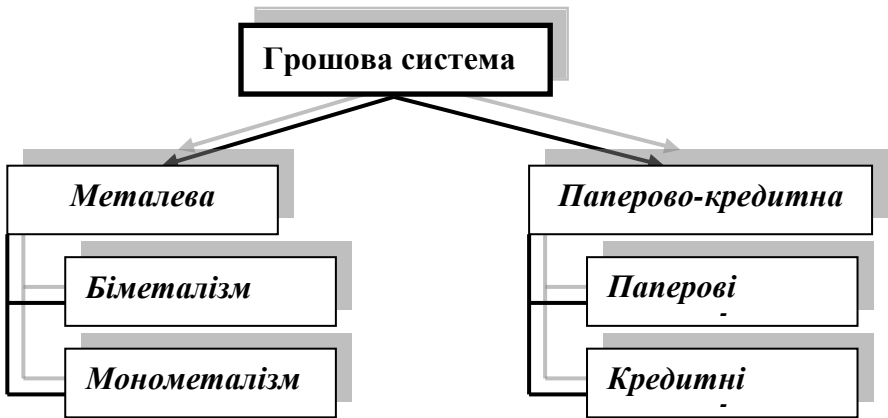 Грошова система
Металева
Паперово-кредитна
Біметалізм
Паперові
Монометалізм
Кредитні